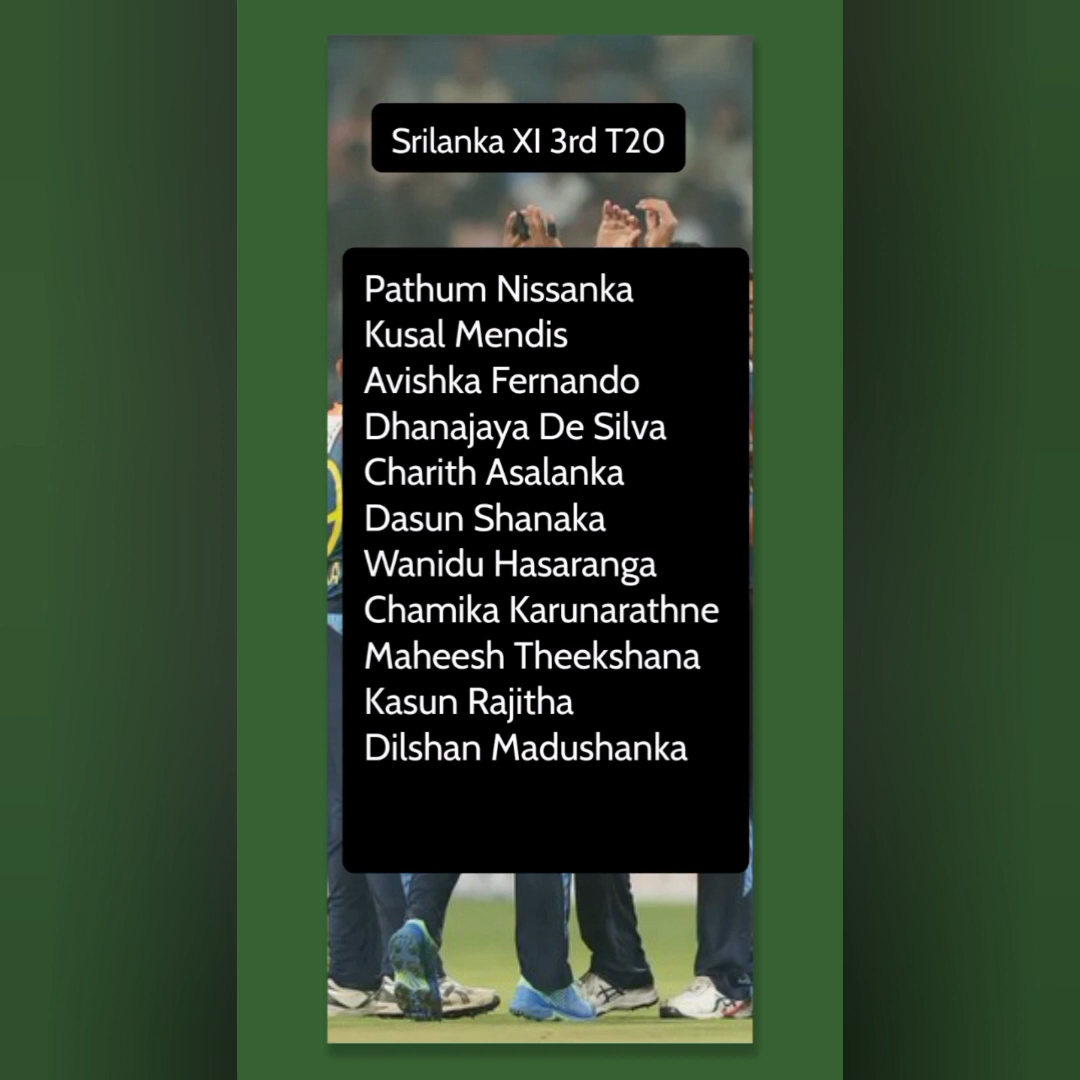 Srilanka XI 3rd T20
Pathum Nissanka
Kusal Mendis
Avishka Fernando
Dhanajaya De Silva
Charith Asalanka
Dasun Shanaka
Wanidu Hasaranga
Chamika Karunarathne
Maheesh Theekshana
Kasun Rajitha
Dilshan Madushanka